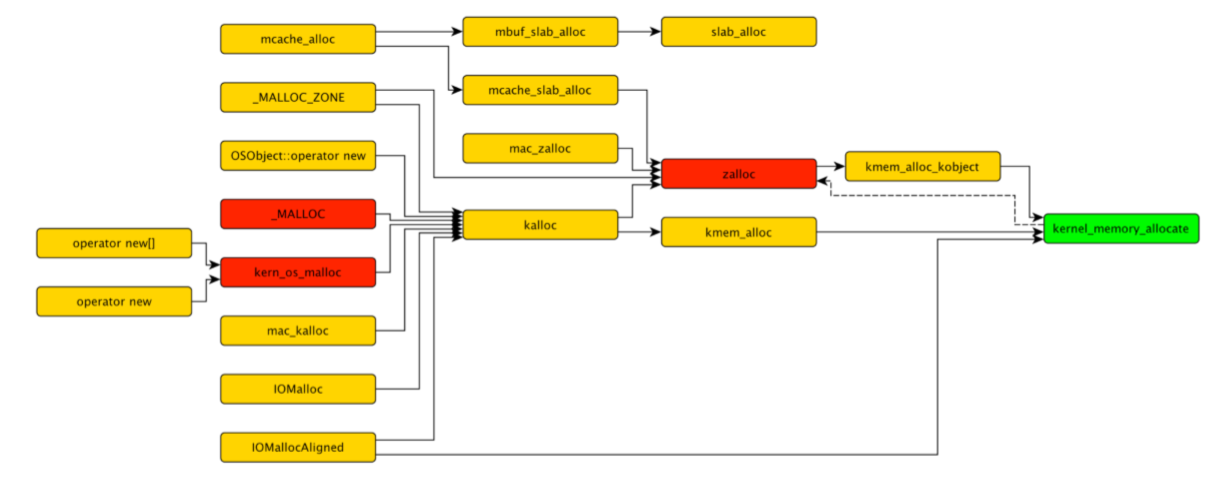 mcache_alloc
mbuf_slab_alloc
slab_alloc
_MALLOC_ZONE
mcache_slab_alloc
OSObject::operator new
mac_zalloc
zalloc
kmem_alloc_kobject
_MALLOC
kalloc
kmem_alloc
kernel_memory_allocate
operator new[]
kern_os_malloc
operator new
mac_kalloc
IOMalloc
IOMallocAligned